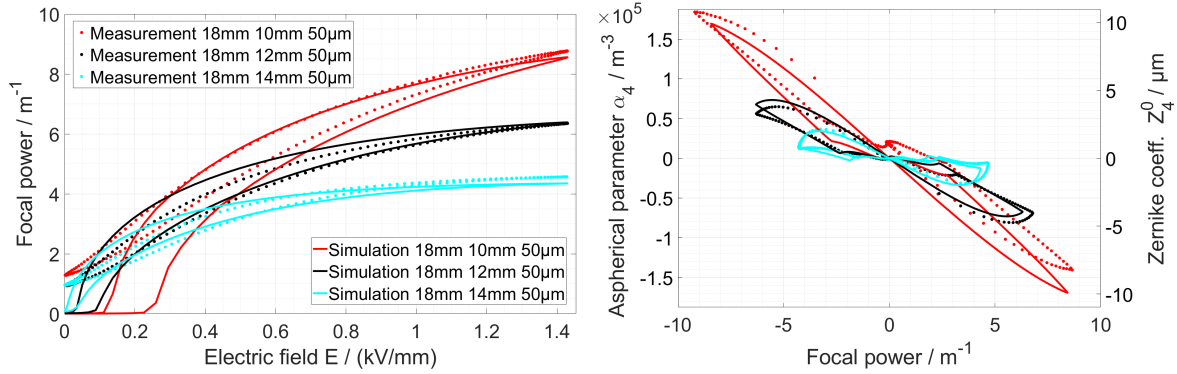 10
8
6
4
2
0
0
0.2
0.4
0.6
0.8
1
1.2
1.4
Focal power / m-1
Electric field E / (kV/mm)
Measurement 18mm 10mm 50µm
Measurement 18mm 12mm 50µm
Measurement 18mm 14mm 50µm
Simulation 18mm 10mm 50µm
Simulation 18mm 12mm 50µm
Simulation 18mm 14mm 50µm
×10⁵
1.5
1
0.5
0
-0.5
-1
-1.5
-10
-5
0
5
10
10
5
0
-5
-10
Aspherical parameter α₄ / m⁻³
Focal power / m⁻¹
Zernike coeff. Z₄⁰ / µm